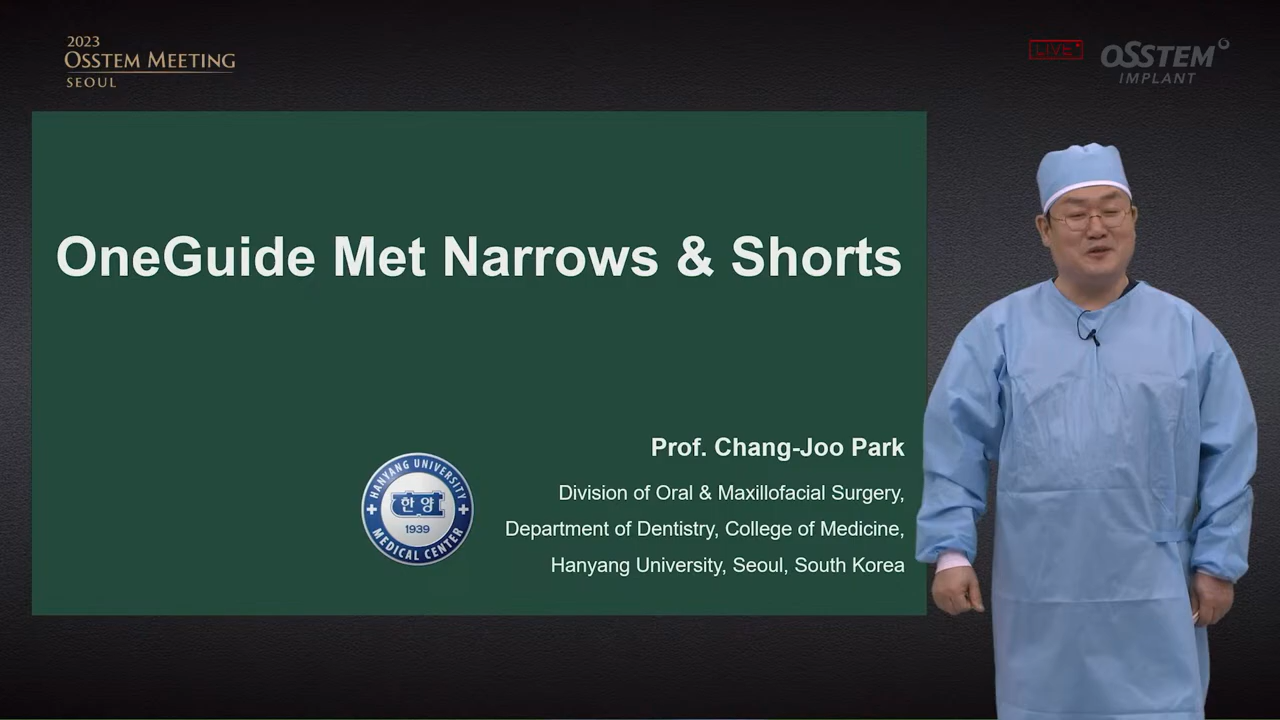 2023
OSSTEM MEETING
SEOUL
LIVE
OSSTEM
IMPLANT
OneGuide Met Narrows & Shorts
Prof. Chang-Joo Park
Division of Oral & Maxillofacial Surgery,
Department of Dentistry, College of Medicine,
Hanyang University, Seoul, South Korea
HANYANG UNIVERSITY
한양
1939
MEDICAL CENTER